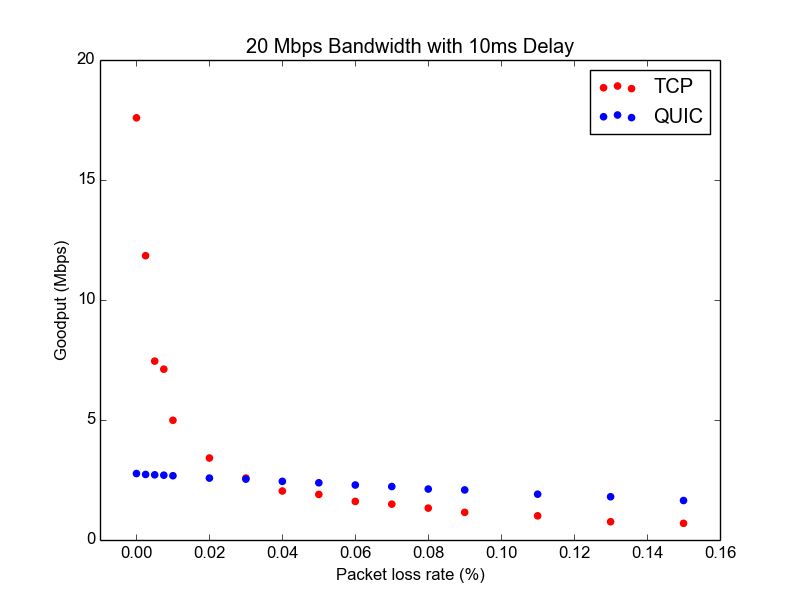 20 Mbps Bandwidth with 10ms Delay
TCP
QUIC
20
15
10
5
0
Goodput (Mbps)
0.00 0.02 0.04 0.06 0.08 0.10 0.12 0.14 0.16
Packet loss rate (%)